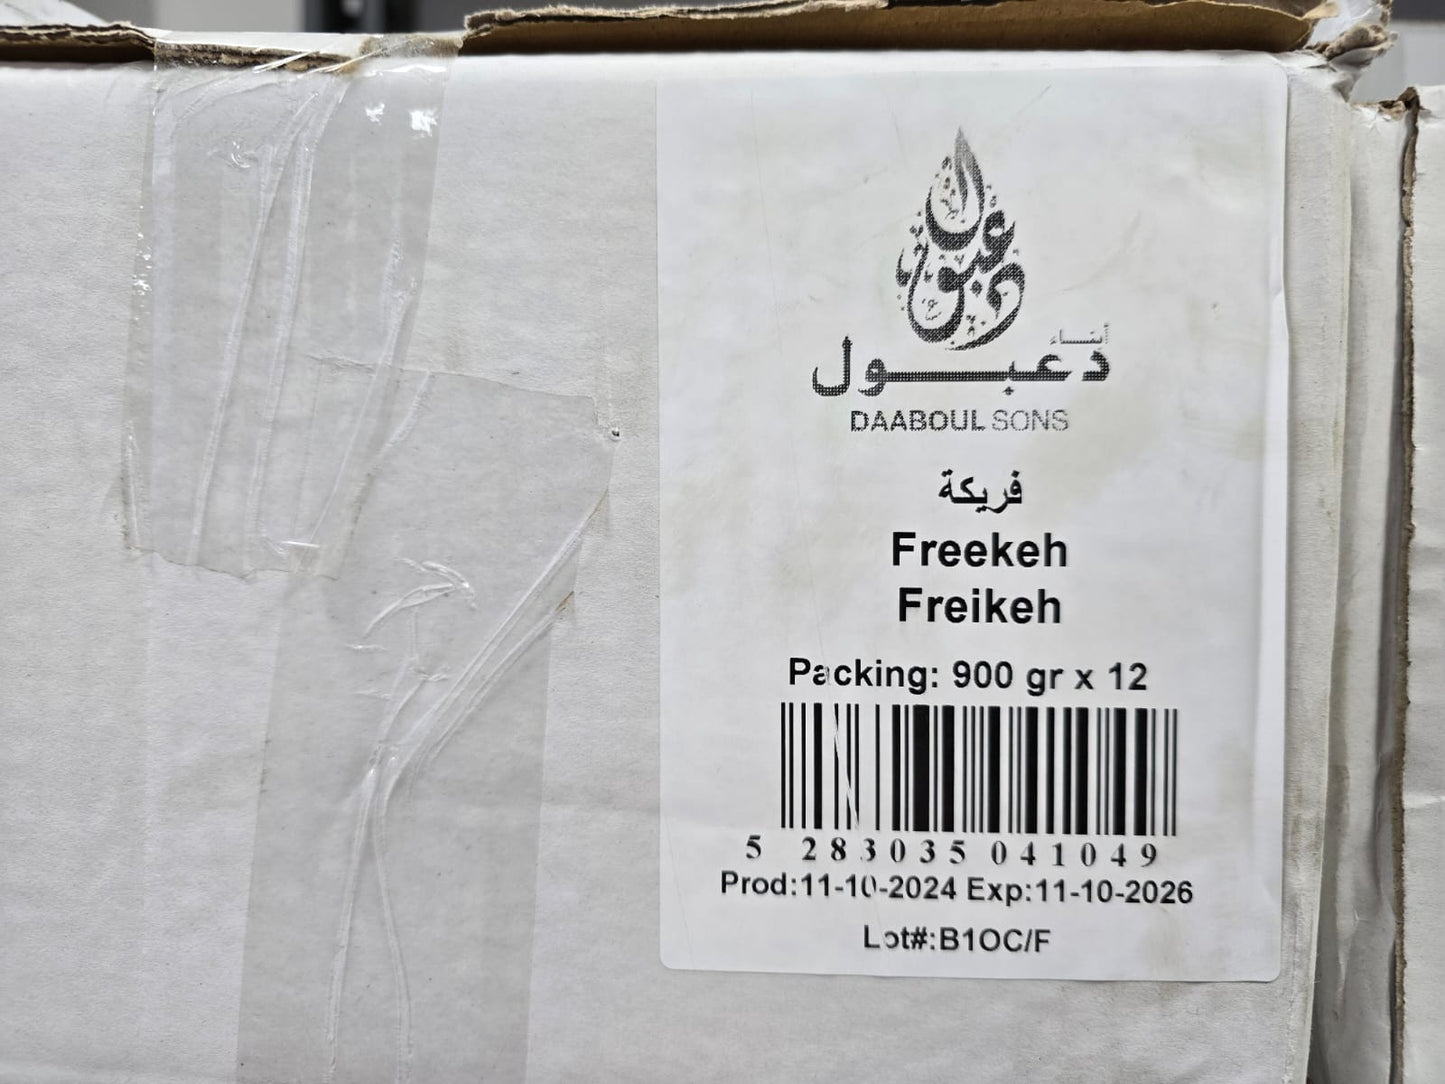 أبناء
دعبول
DAABOUL SONS
فريكة
Freekeh
Freikeh
Packing: 900 gr x 12
5 283035 041049
Prod:11-10-2024 Exp:11-10-2026
Lot#:B1OC/F